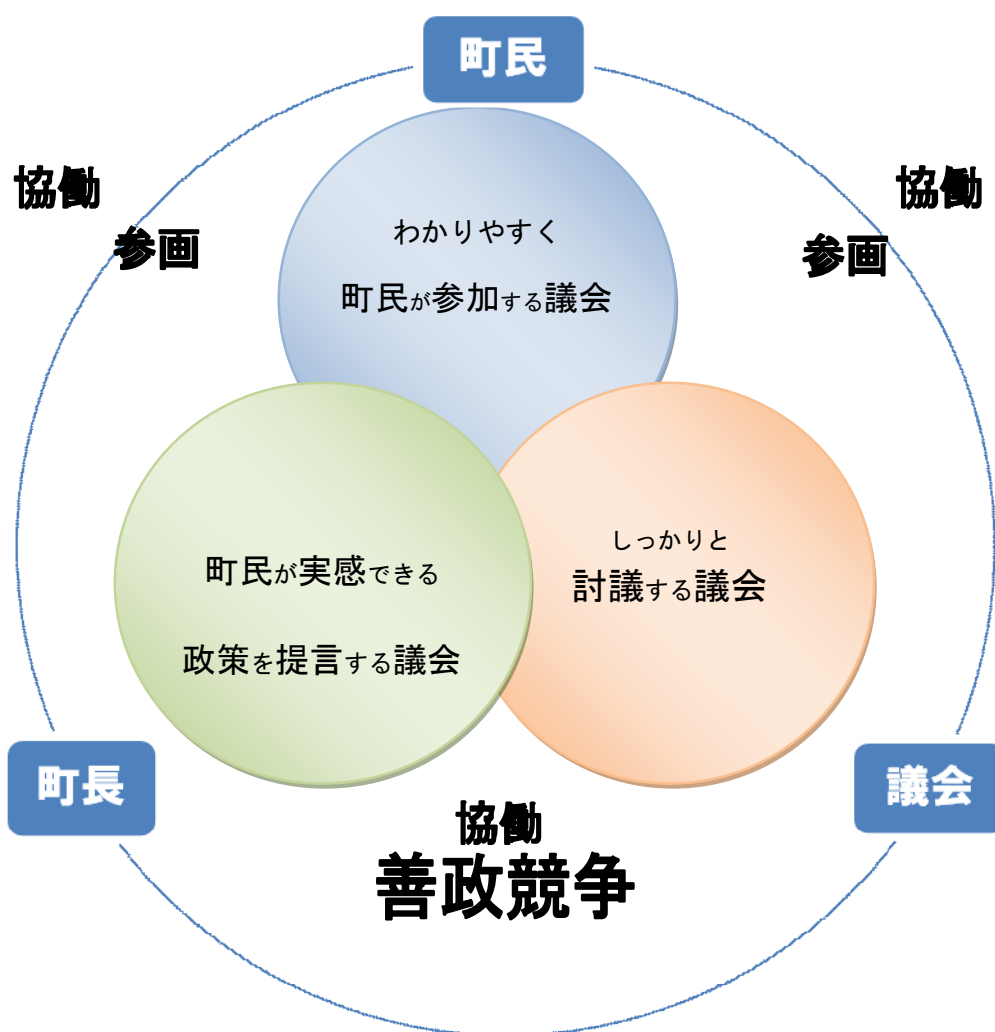 町民
協働
参画
協働
参画
わかりやすく
町民が参加する議会
町民が実感できる
政策を提言する議会
しっかりと
討議する議会
町長
議会
協働
善政競争